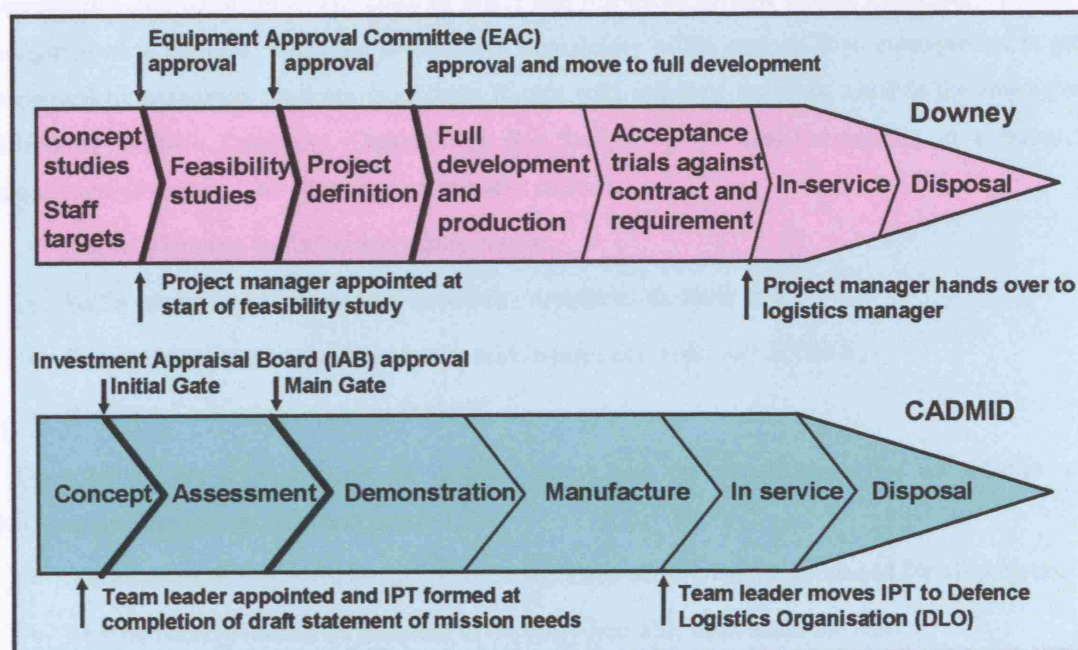 Equipment Approval Committee (EAC)
approval
approval
approval and move to full development
Downey
Concept
studies
Staff
targets
Feasibility
studies
Project
definition
Full
development
and
production
Acceptance
trials against
contract and
requirement
In-service
Disposal
Project manager appointed at
start of feasibility study
Project manager hands over to
logistics manager
Investment Appraisal Board (IAB) approval
Initial Gate
Main Gate
CADMID
Concept
Assessment
Demonstration
Manufacture
In service
Disposal
Team leader appointed and IPT formed at
completion of draft statement of mission needs
Team leader moves IPT to Defence
Logistics Organisation (DLO)